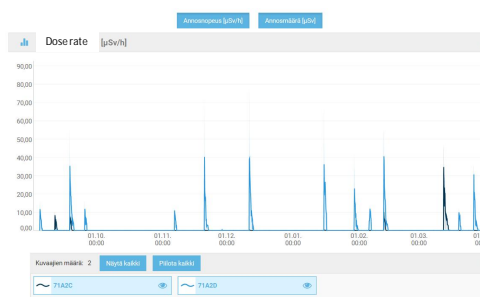 Annosnopeus [µSv/h] Annosmäärä [µSv]
Doserate [µSv/h]
90,00
80,00
70,00
60,00
50,00
40,00
30,00
20,00
10,00
0,00
01.10. 01.11. 01.12. 01.01. 01.02. 01.03.
00:00 00:00 00:00 00:00 00:00 00:00
Kuvaajien määrä: 2 Näytä kaikki Piilota kaikki
71A2C 71A2D